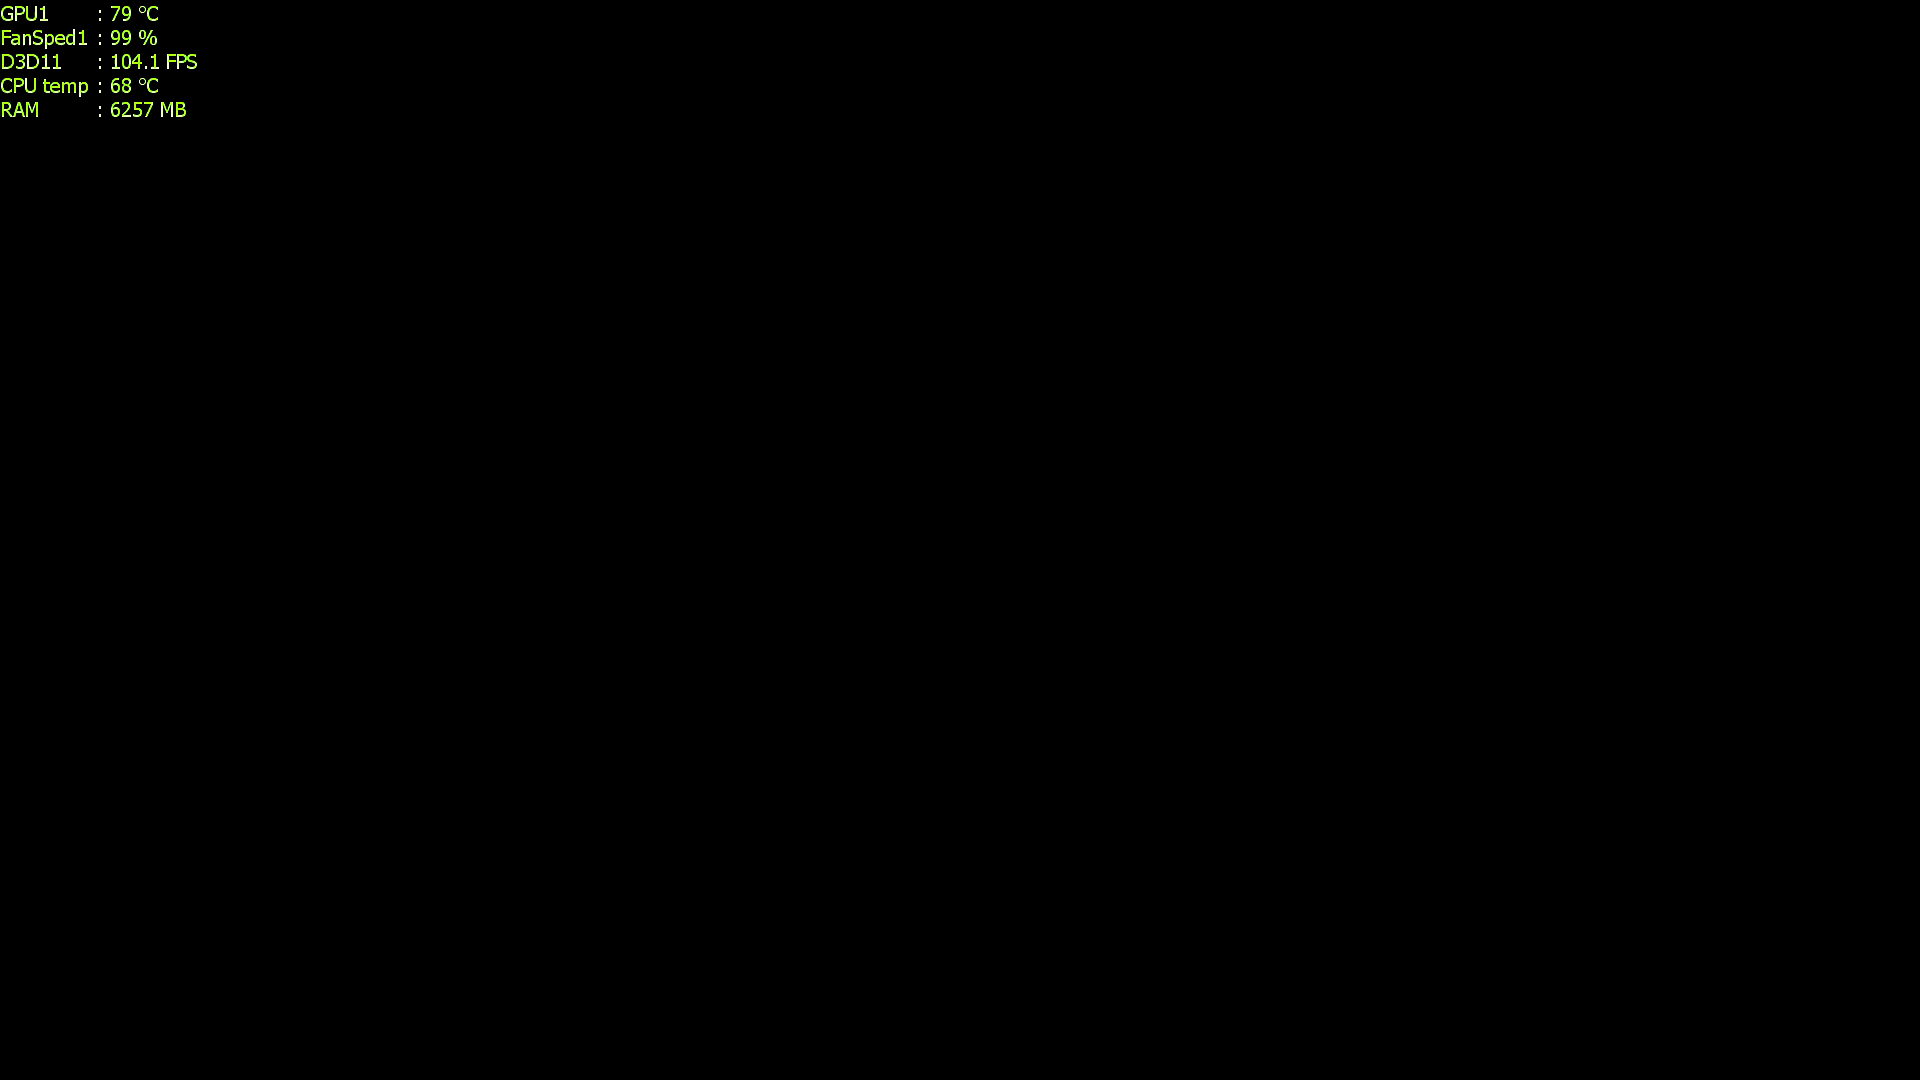 GPU1 : 79 °C
FanSped1 : 99 %
D3D11 : 104.1 FPS
CPU temp : 68 °C
RAM : 6257 MB